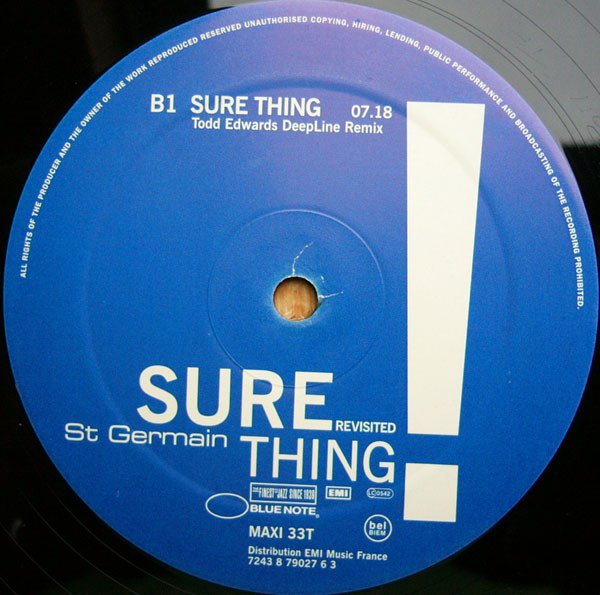 ALL RIGHTS OF THE PRODUCER AND THE OWNER OF THE WORK REPRODUCED RESERVED UNAUTHORISED COPYING, HIRING, LENDING, PUBLIC PERFORMANCE AND BROADCASTING OF THE RECORDING PROHIBITED.
B1 SURE THING 07.18
Todd Edwards DeepLine Remix
!
SURE
REVISITED
St Germain
THING
THE FINEST IN JAZZ SINCE 1939
EMI
LC0542
BLUE NOTE®
bel
BIEM
MAXI 33T
Distribution EMI Music France
7243 8 79027 6 3